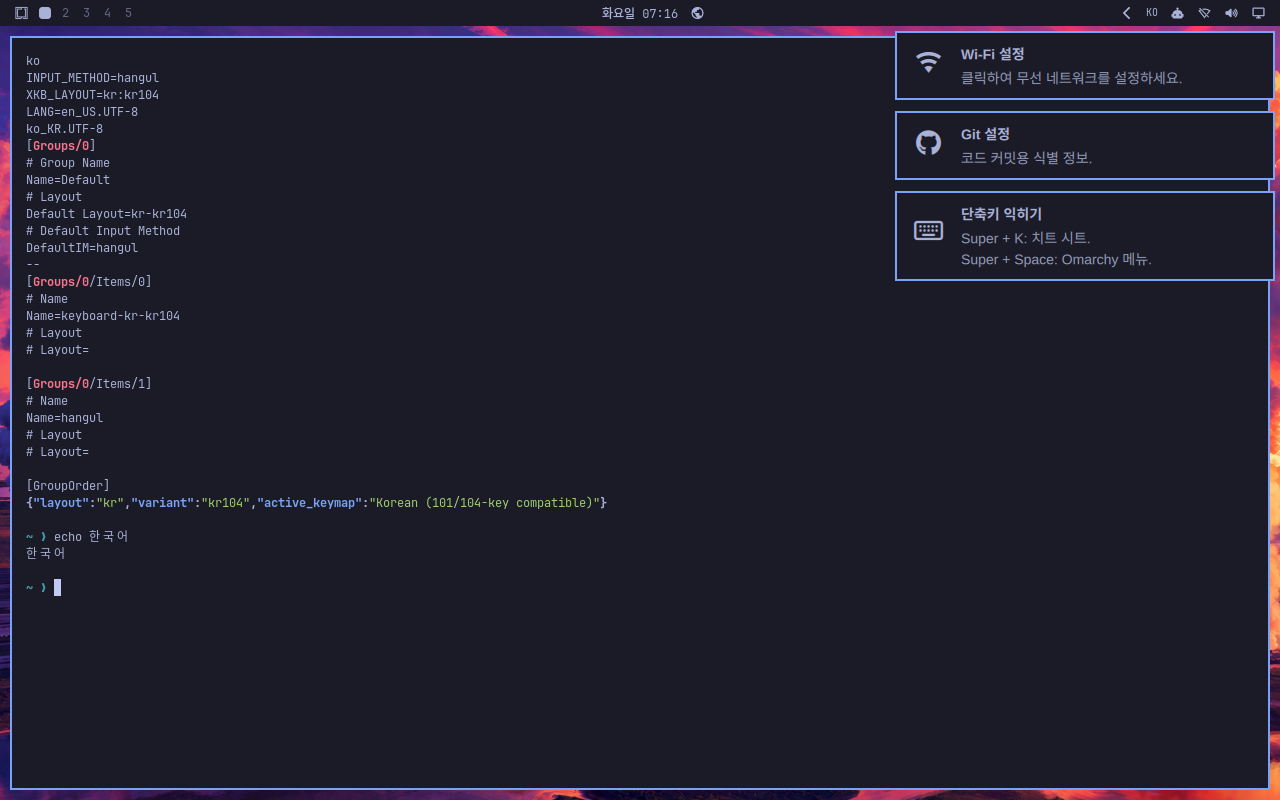 2 3 4 5
화요일 07:16
KO
ko
INPUT_METHOD=hangul
XKB_LAYOUT=kr:kr104
LANG=en_US.UTF-8
ko_KR.UTF-8
[Groups/0]
# Group Name
Name=Default
# Layout
Default Layout=kr-kr104
# Default Input Method
DefaultIM=hangul
--
[Groups/0/Items/0]
# Name
Name=keyboard-kr-kr104
# Layout
# Layout=
[Groups/0/Items/1]
# Name
Name=hangul
# Layout
# Layout=
[GroupOrder]
{"layout":"kr","variant":"kr104","active_keymap":"Korean (101/104-key compatible)"}
~ ❯ echo 한국어
한국어
~ ❯
Wi-Fi 설정
클릭하여 무선 네트워크를 설정하세요.
Git 설정
코드 커밋용 식별 정보.
단축키 익히기
Super + K: 치트 시트.
Super + Space: Omarchy 메뉴.